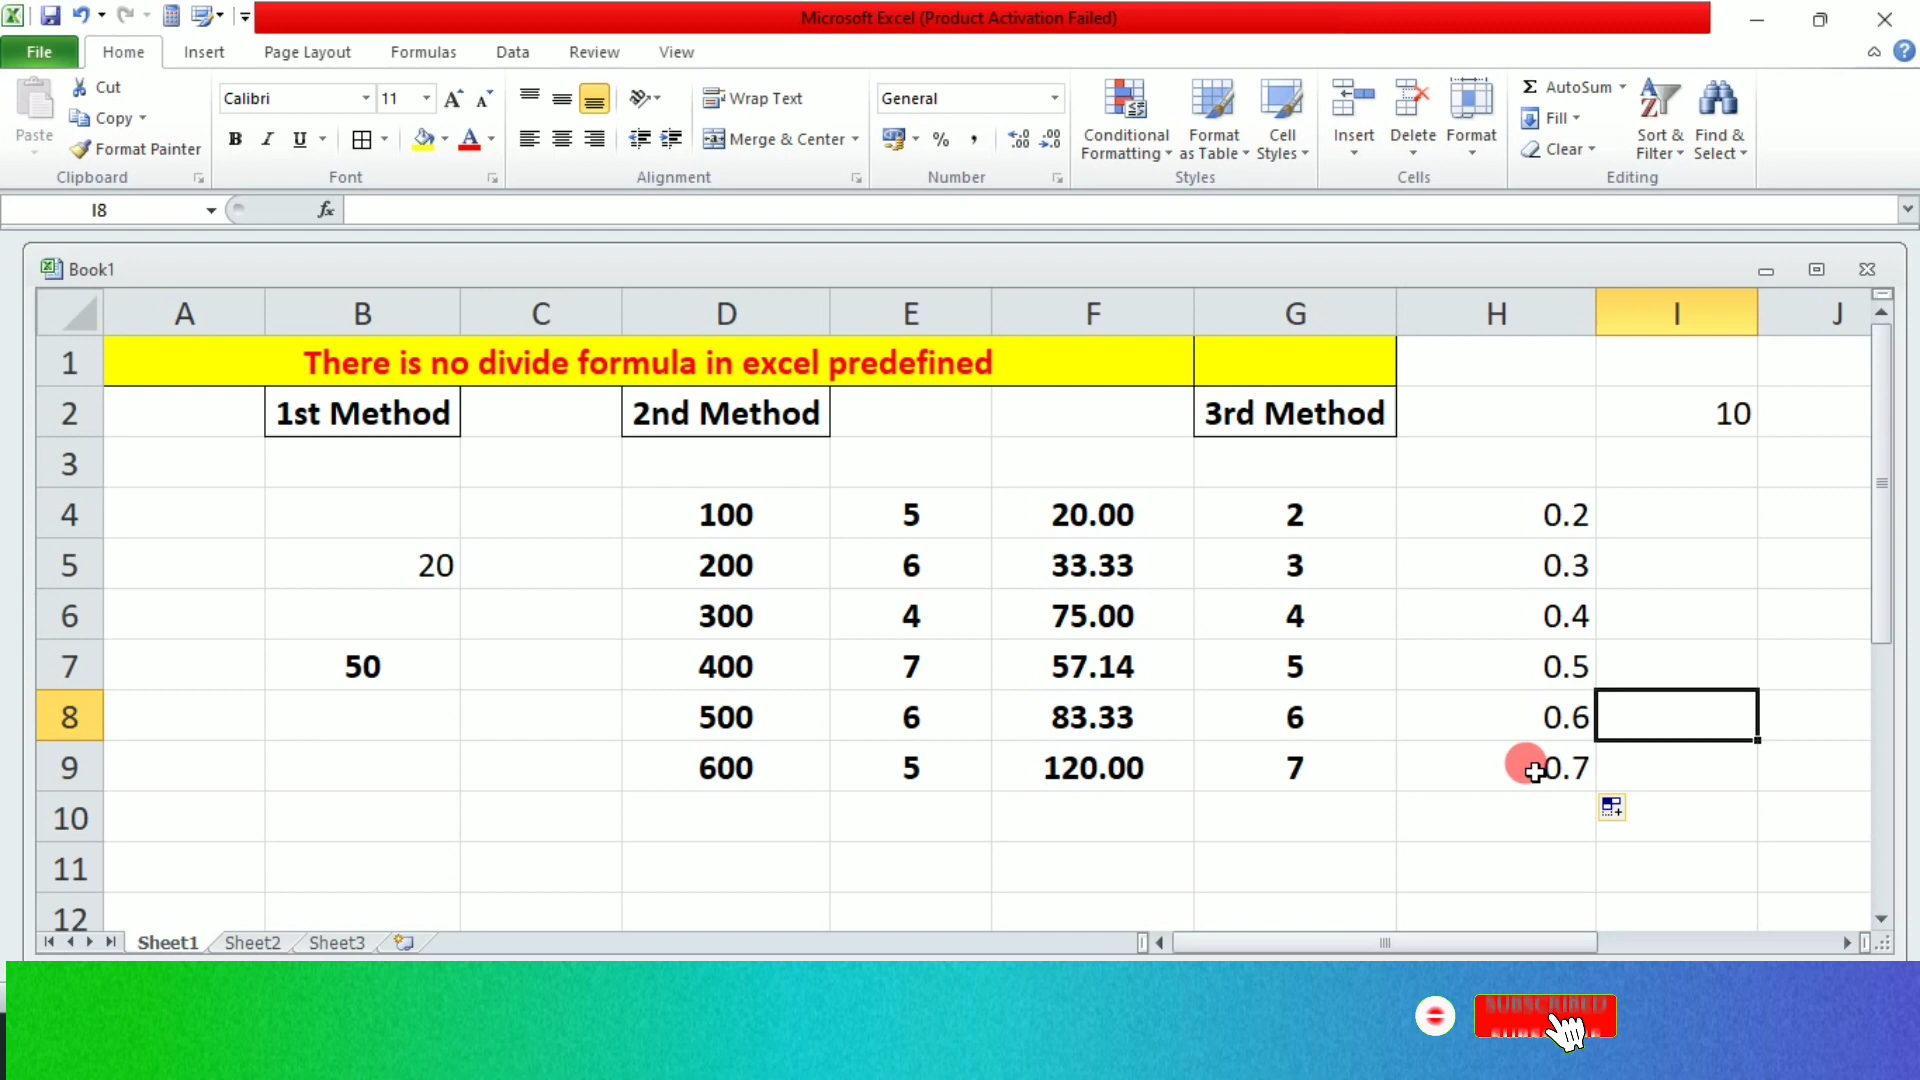 Microsoft Excel (Product Activation Failed)
File Home Insert Page Layout Formulas Data Review View
Paste
Cut
Copy
Format Painter
Clipboard
Calibri 11
B I U
Font
Wrap Text
Merge & Center
Alignment
General
% ,
Number
Conditional Formatting
Format as Table
Cell Styles
Styles
Insert
Delete
Format
Cells
Σ AutoSum
Fill
Clear
Sort & Filter
Find & Select
Editing
I8 fx
Book1
A B C D E F G H I J
1 There is no divide formula in excel predefined
2 1st Method 2nd Method 3rd Method 10
3
4 100 5 20.00 2 0.2
5 20 200 6 33.33 3 0.3
6 300 4 75.00 4 0.4
7 50 400 7 57.14 5 0.5
8 500 6 83.33 6 0.6
9 600 5 120.00 7 0.7
10
11
12
Sheet1 Sheet2 Sheet3
SUBSCRIBED